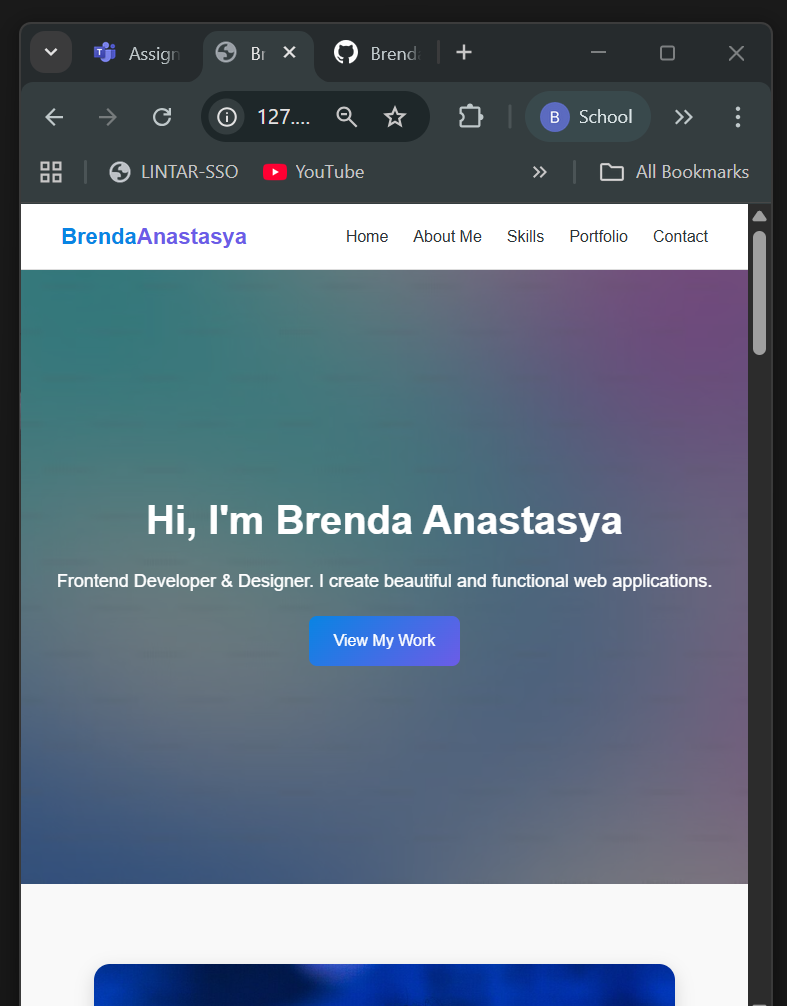 Assign
Br
Brenda
127....
B School
LINTAR-SSO
YouTube
All Bookmarks
BrendaAnastasya
Home
About Me
Skills
Portfolio
Contact
Hi, I'm Brenda Anastasya
Frontend Developer & Designer. I create beautiful and functional web applications.
View My Work